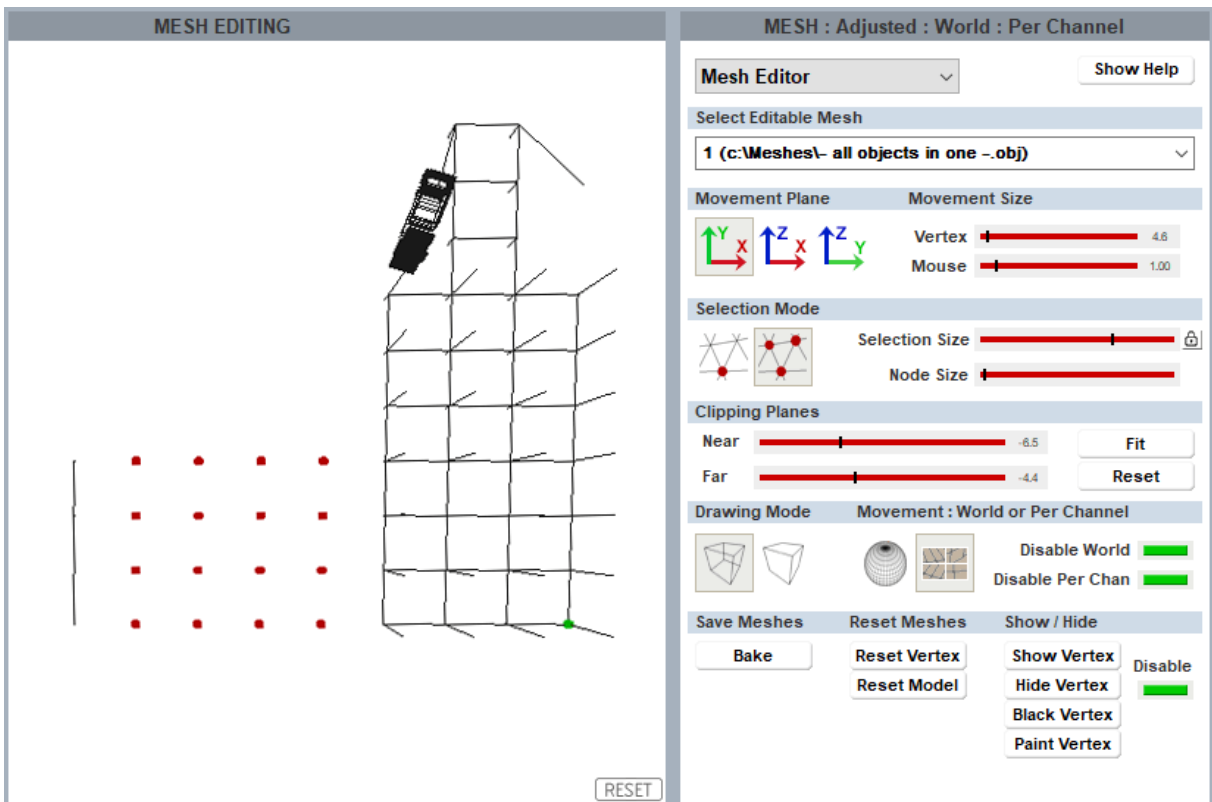 MESH EDITING
RESET
MESH : Adjusted : World : Per Channel
Mesh Editor
Show Help
Select Editable Mesh
1 (c:\Meshes\- all objects in one -.obj)
Movement Plane Movement Size
Y X Z X Z Y
Vertex 4.6
Mouse 1.00
Selection Mode
Selection Size
Node Size
Clipping Planes
Near -6.5 Fit
Far -4.4 Reset
Drawing Mode Movement : World or Per Channel
Disable World
Disable Per Chan
Save Meshes Reset Meshes Show / Hide
Bake Reset Vertex Show Vertex Disable
Reset Model Hide Vertex
Black Vertex
Paint Vertex